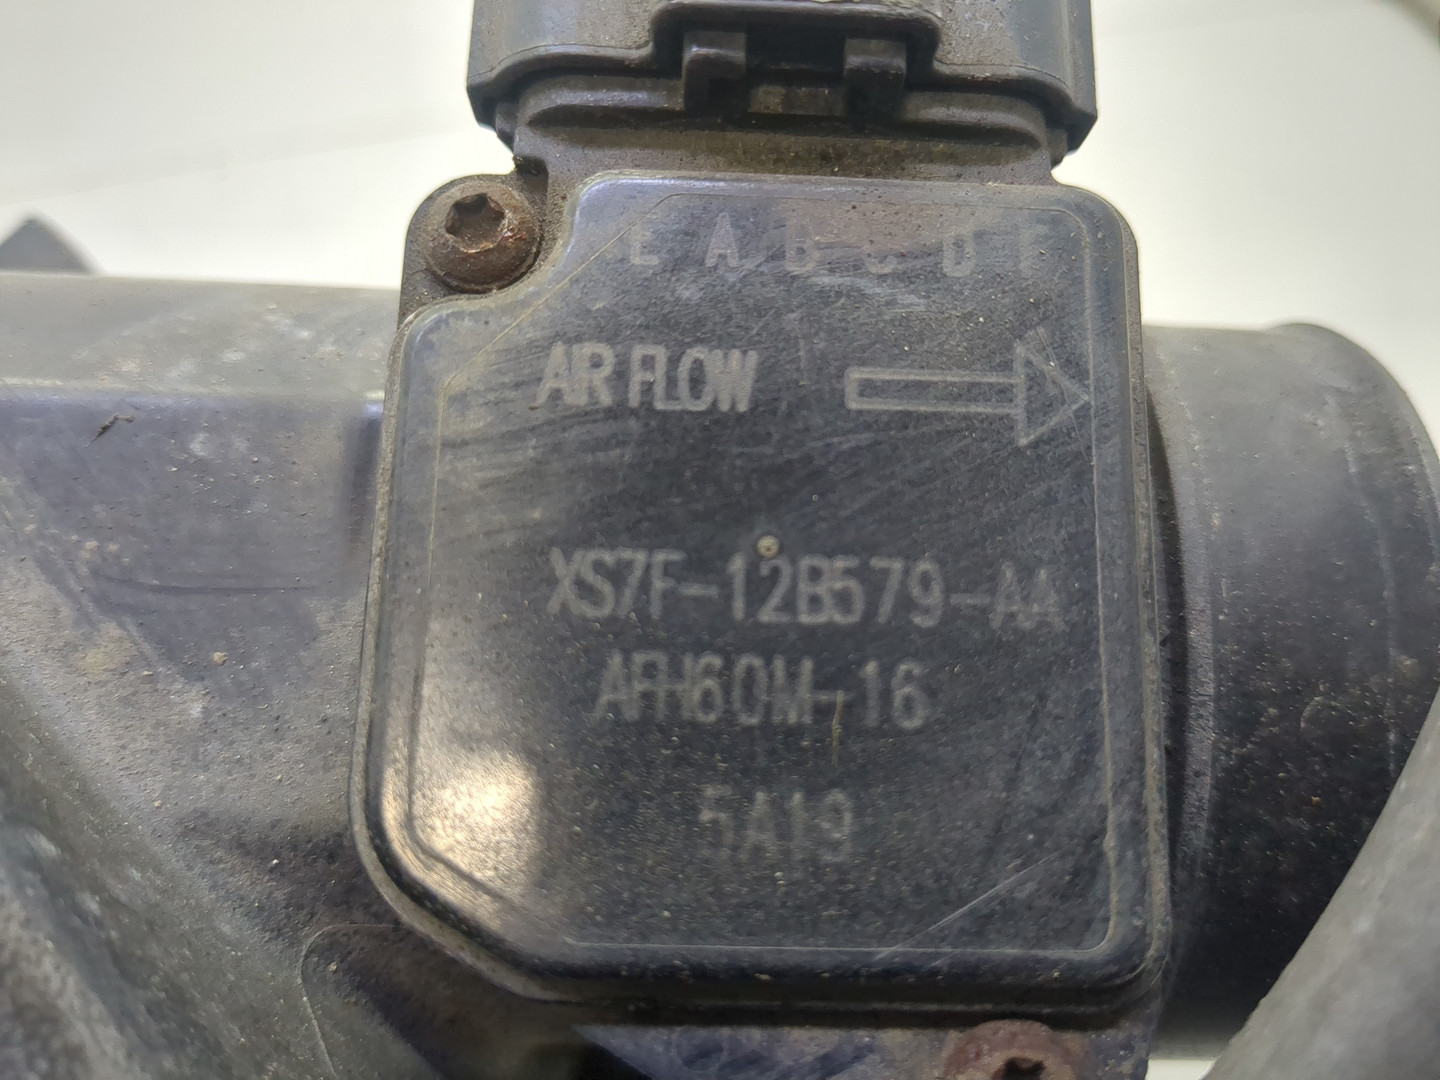 E A B C D F
AIR FLOW
XS7F-12B579-AA
AFH60M-16
5A19